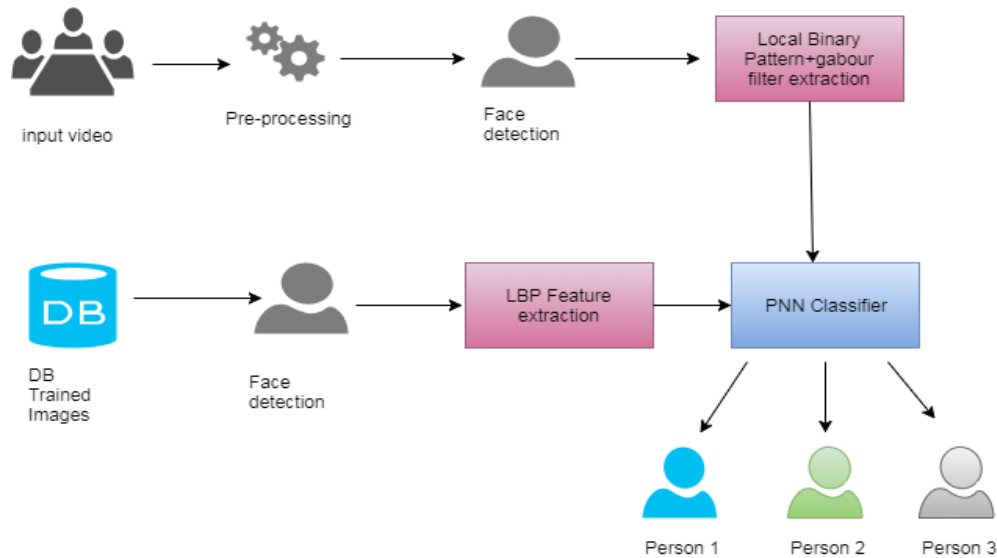 input video
Pre-processing
Face
detection
Local Binary
Pattern+gabour
filter extraction
DB
DB
Trained
Images
Face
detection
LBP Feature
extraction
PNN Classifier
Person 1
Person 2
Person 3